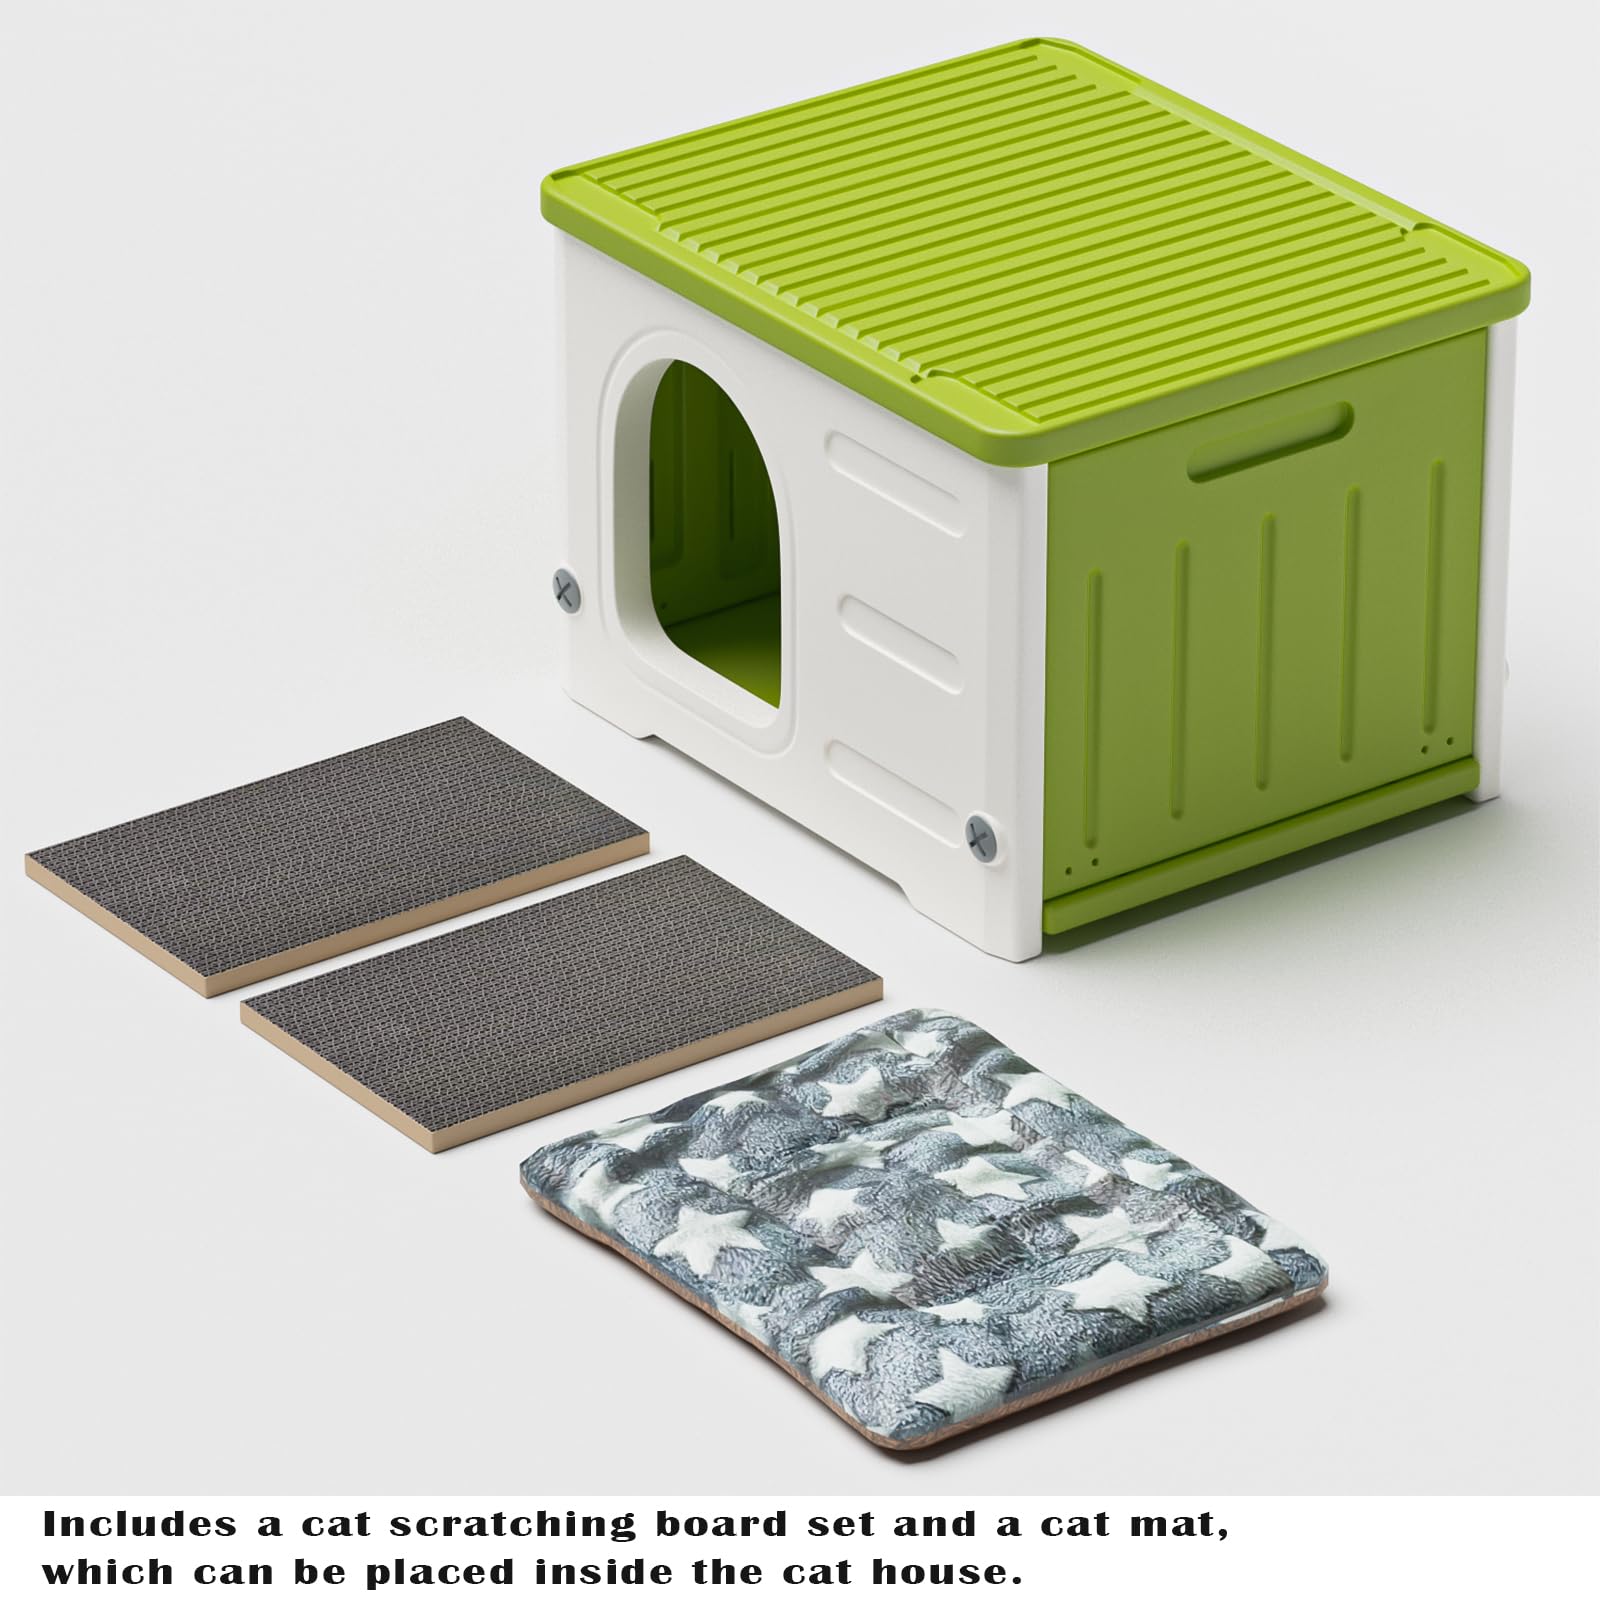 Includes a cat scratching board set and a cat mat,
which can be placed inside the cat house.